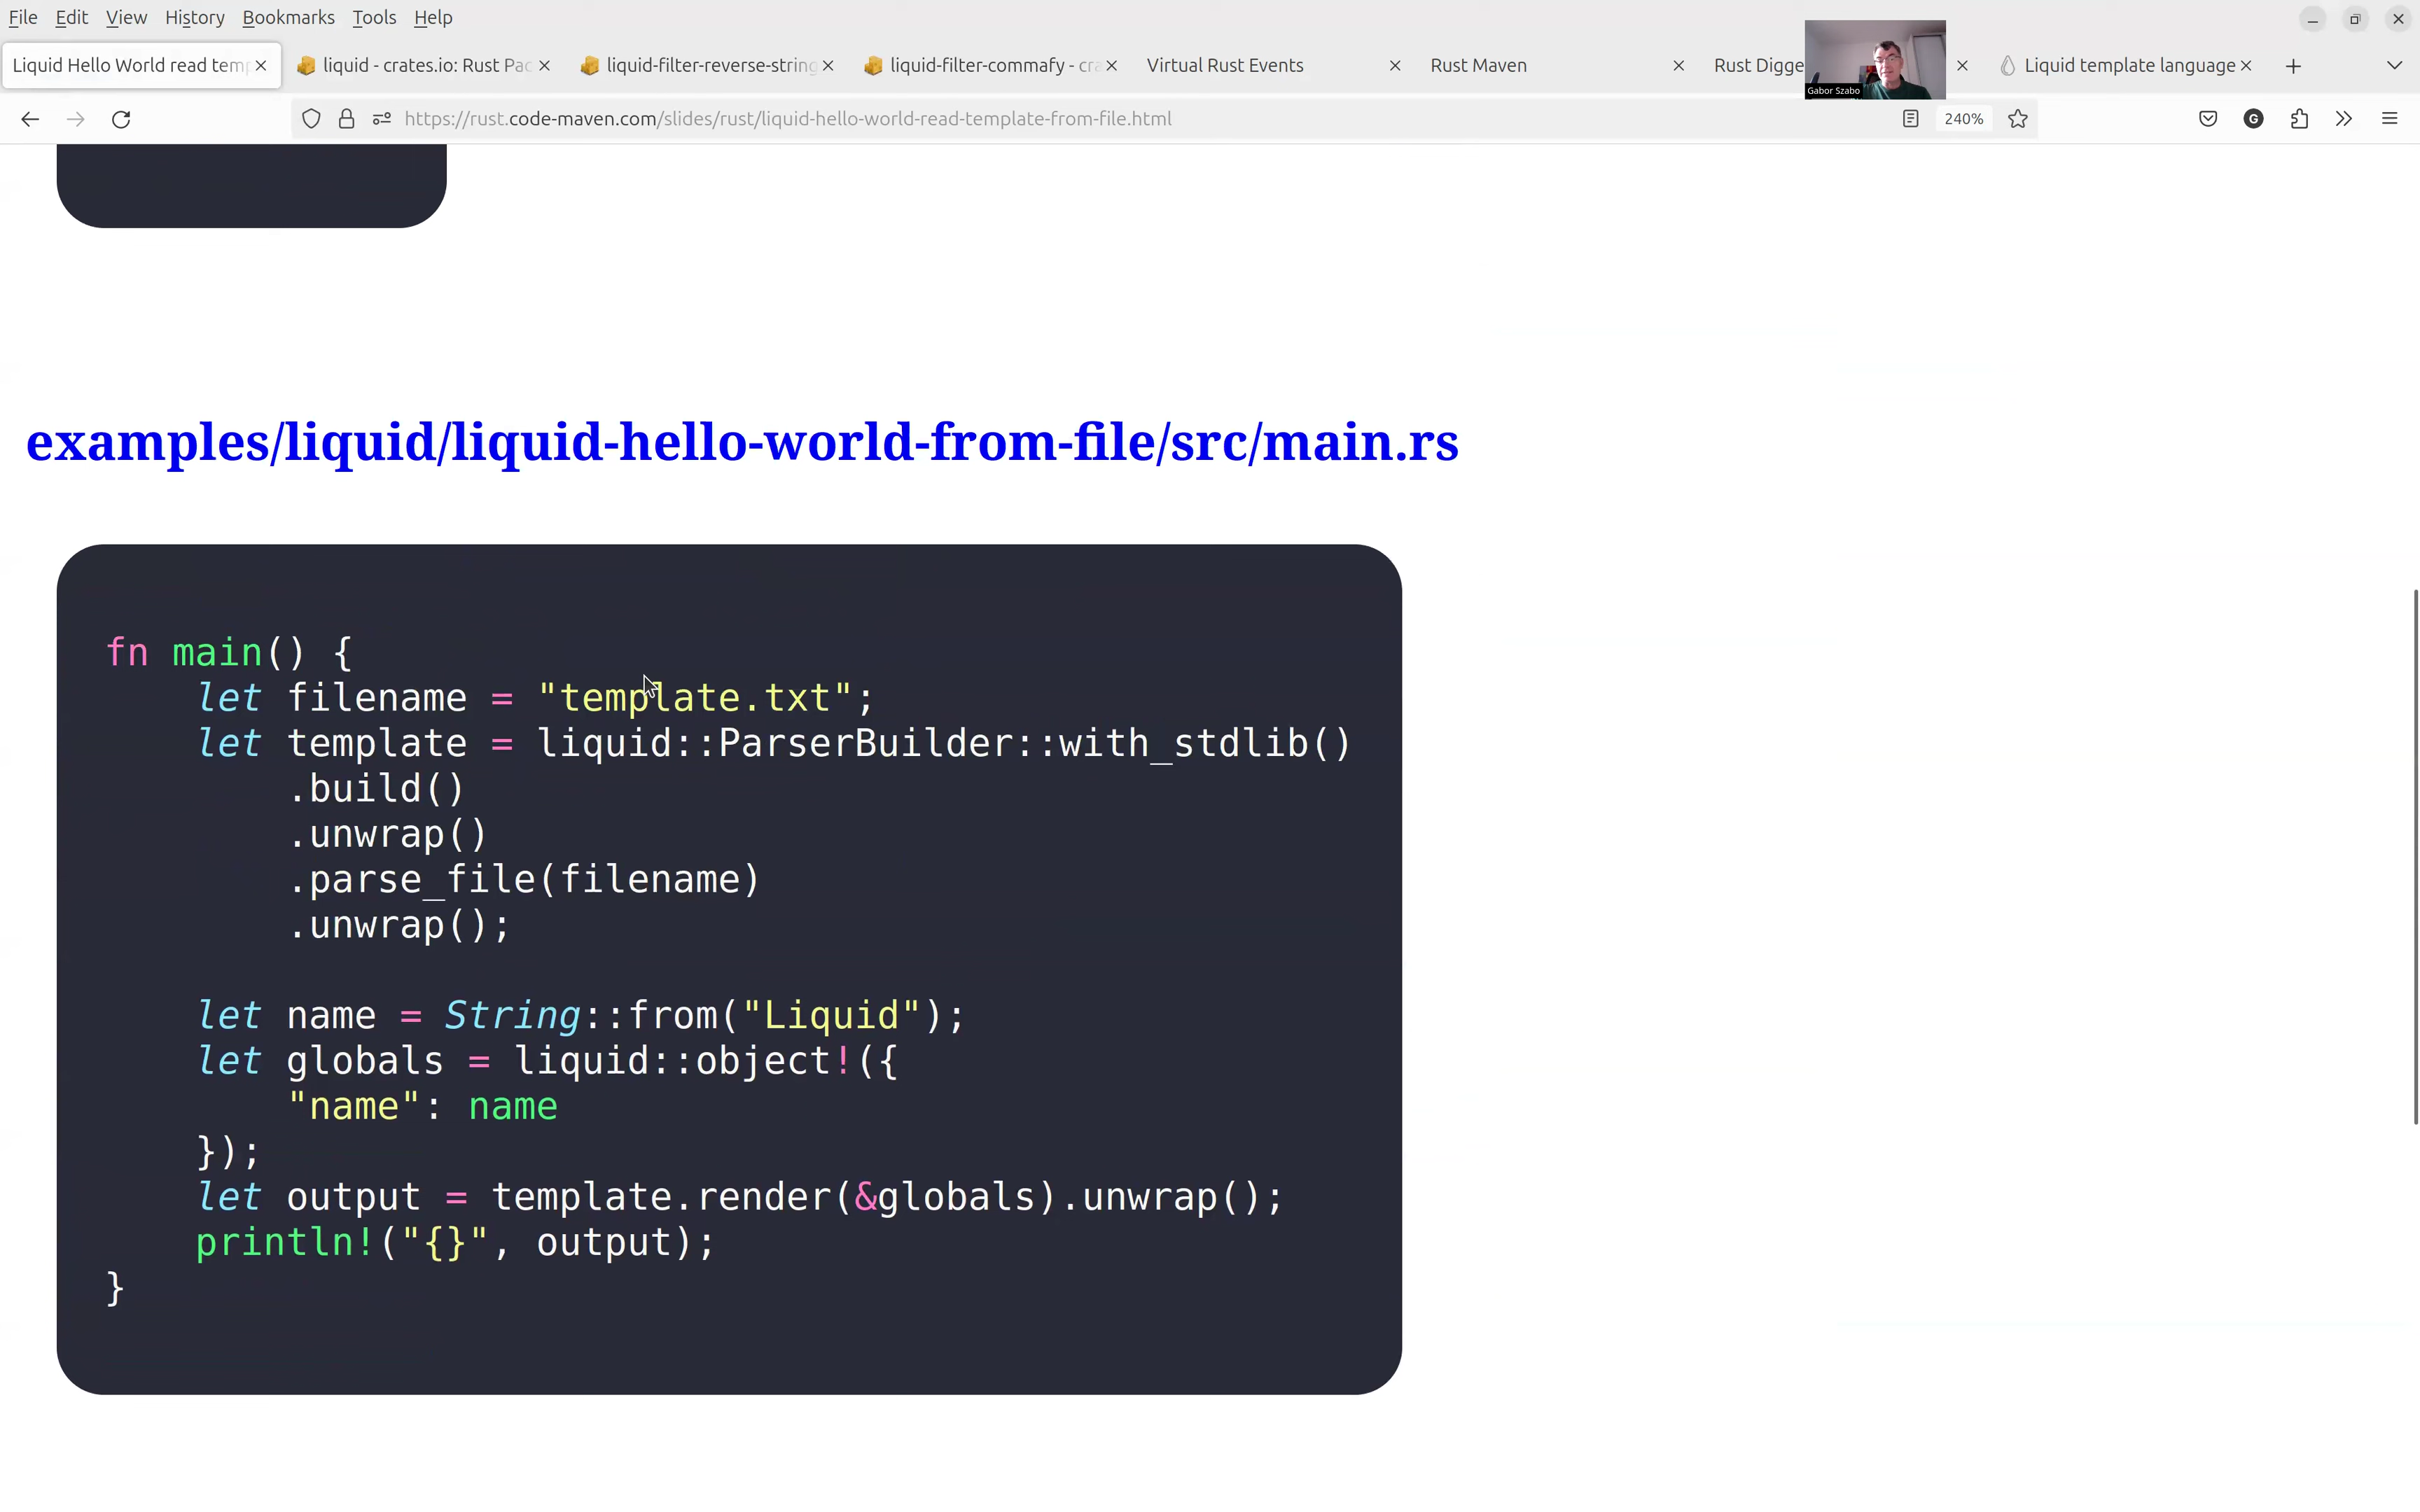 File Edit View History Bookmarks Tools Help
Liquid Hello World read temp
liquid - crates.io: Rust Pac
liquid-filter-reverse-string
liquid-filter-commafy - cra
Virtual Rust Events
Rust Maven
Rust Digge
Liquid template language
Gabor Szabo
https://rust.code-maven.com/slides/rust/liquid-hello-world-read-template-from-file.html
240%
G
examples/liquid/liquid-hello-world-from-file/src/main.rs
fn main() {
    let filename = "template.txt";
    let template = liquid::ParserBuilder::with_stdlib()
        .build()
        .unwrap()
        .parse_file(filename)
        .unwrap();
    let name = String::from("Liquid");
    let globals = liquid::object!({
        "name": name
    });
    let output = template.render(&globals).unwrap();
    println!("{}", output);
}